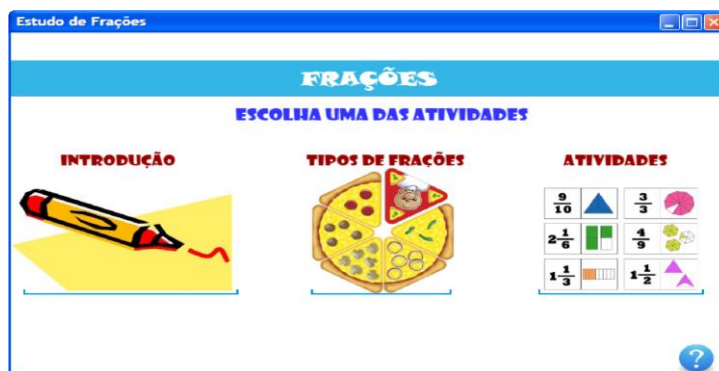 Estudo de Frações
FRAÇÕES
ESCOLHA UMA DAS ATIVIDADES
INTRODUÇÃO
TIPOS DE FRAÇÕES
ATIVIDADES
9/10
3/3
2 1/6
4/9
1 1/3
1 1/2
?